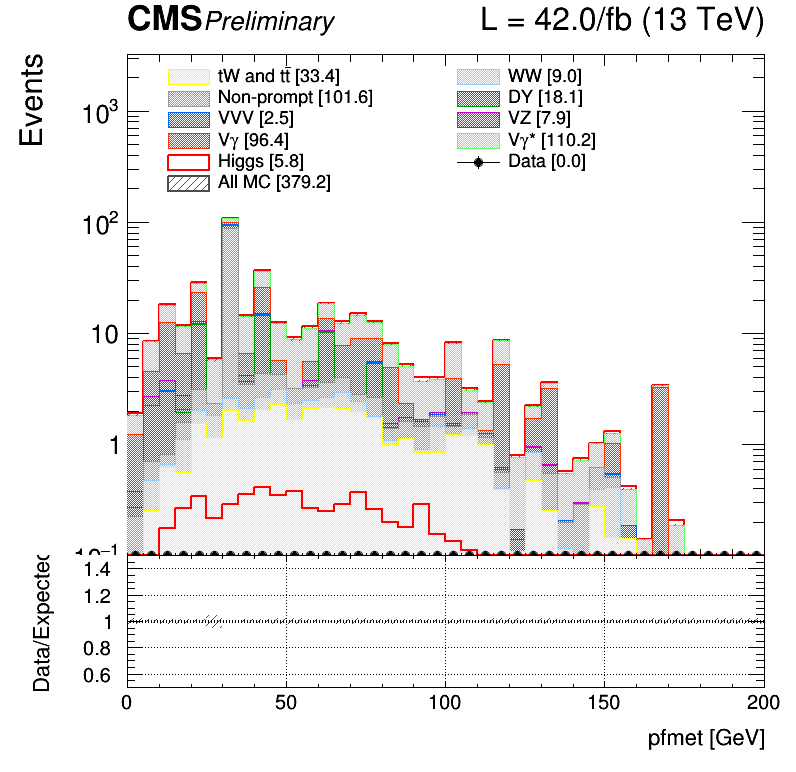 CMS Preliminary L = 42.0/fb (13 TeV)
Events
tW and tt̄ [33.4] WW [9.0]
Non-prompt [101.6] DY [18.1]
VVV [2.5] VZ [7.9]
Vγ [96.4] Vγ* [110.2]
Higgs [5.8] Data [0.0]
All MC [379.2]
10³
10²
10
1
10⁻¹
Data/Expected
1.4
1.2
1
0.8
0.6
0 50 100 150 200
pfmet [GeV]